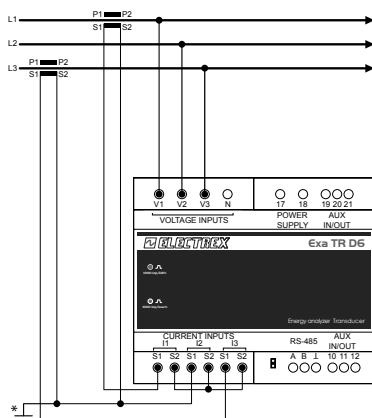 L1 P1 P2
S1 S2
L2
L3 P1 P2
S1 S2
V1 V2 V3 N 17 18 19 20 21
VOLTAGE INPUTS POWER SUPPLY AUX IN/OUT
ELECTREX Exa TR D6
Energy analyzer Transducer
CURRENT INPUTS
I1 I2 I3 RS-485 AUX IN/OUT
S1 S2 S1 S2 S1 S2 A B ⊥ 10 11 12
*